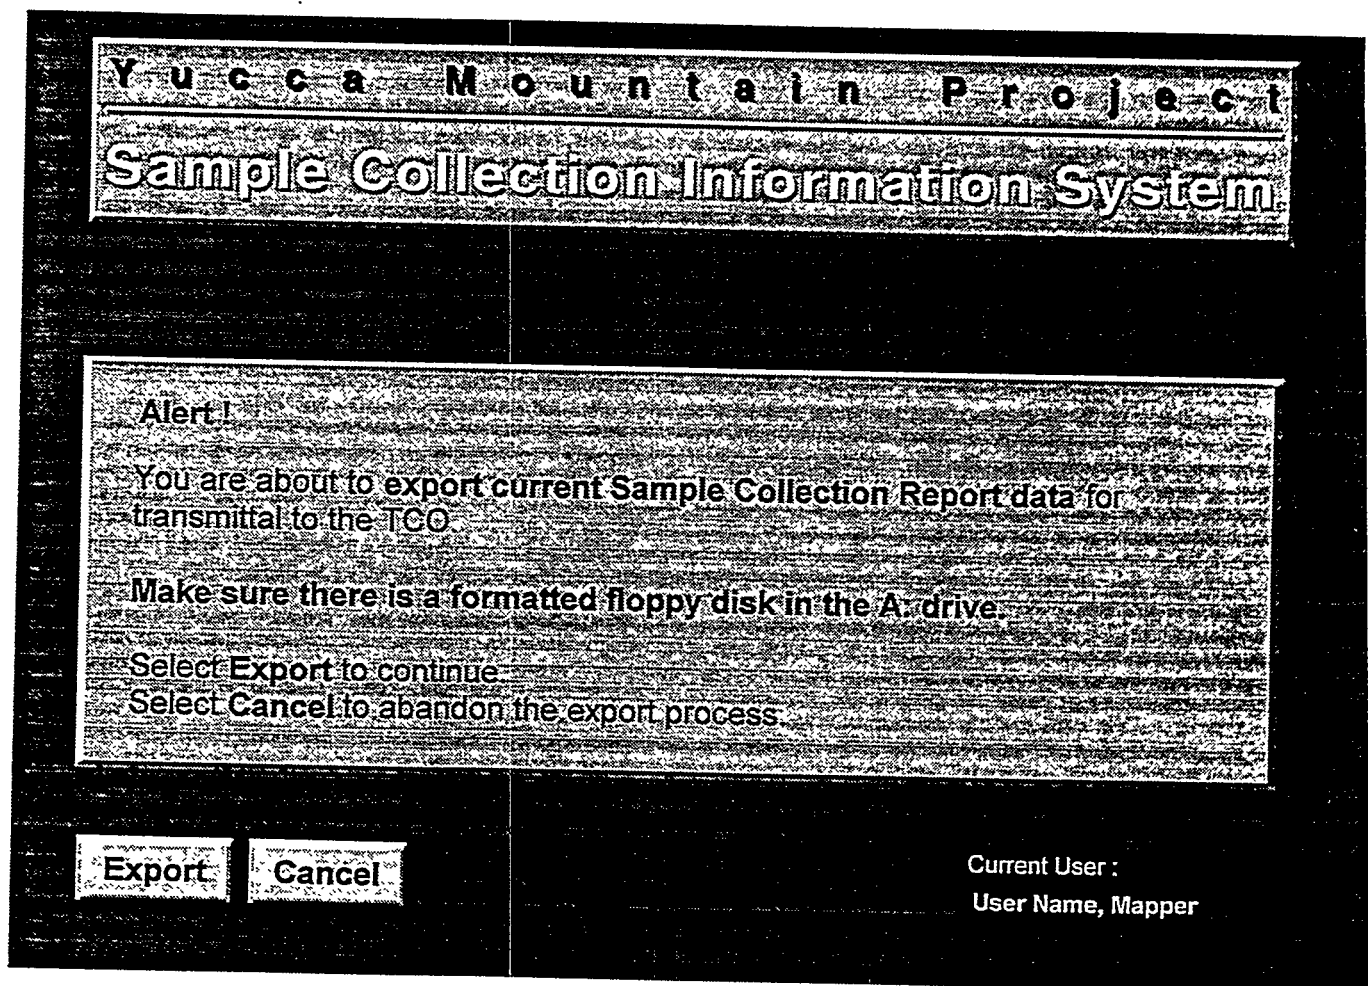 Yucca Mountain Project
Sample Collection Information System
Alert !
You are about to export current Sample Collection Report data for
transmittal to the TCO.
Make sure there is a formatted floppy disk in the A: drive.
Select Export to continue.
Select Cancel to abandon the export process.
Export Cancel
Current User :
User Name, Mapper